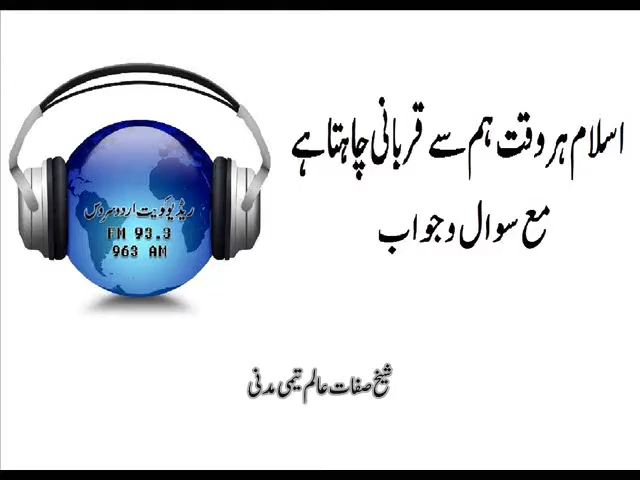 اسلام ہر وقت ہم سے قربانی چاہتا ہے
مع سوال و جواب
ریڈیو کویت اردو سروس
FM 93.3
963 AM
شیخ صفات عالم تیمی مدنی